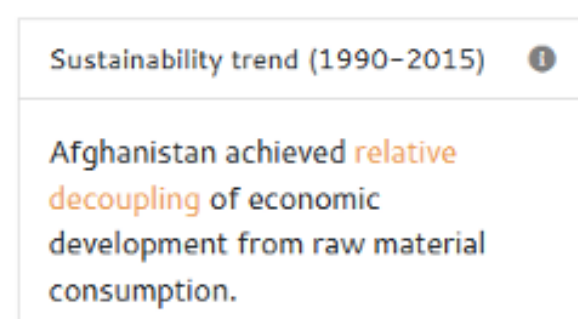 Sustainability trend (1990-2015) i
Afghanistan achieved relative
decoupling of economic
development from raw material
consumption.